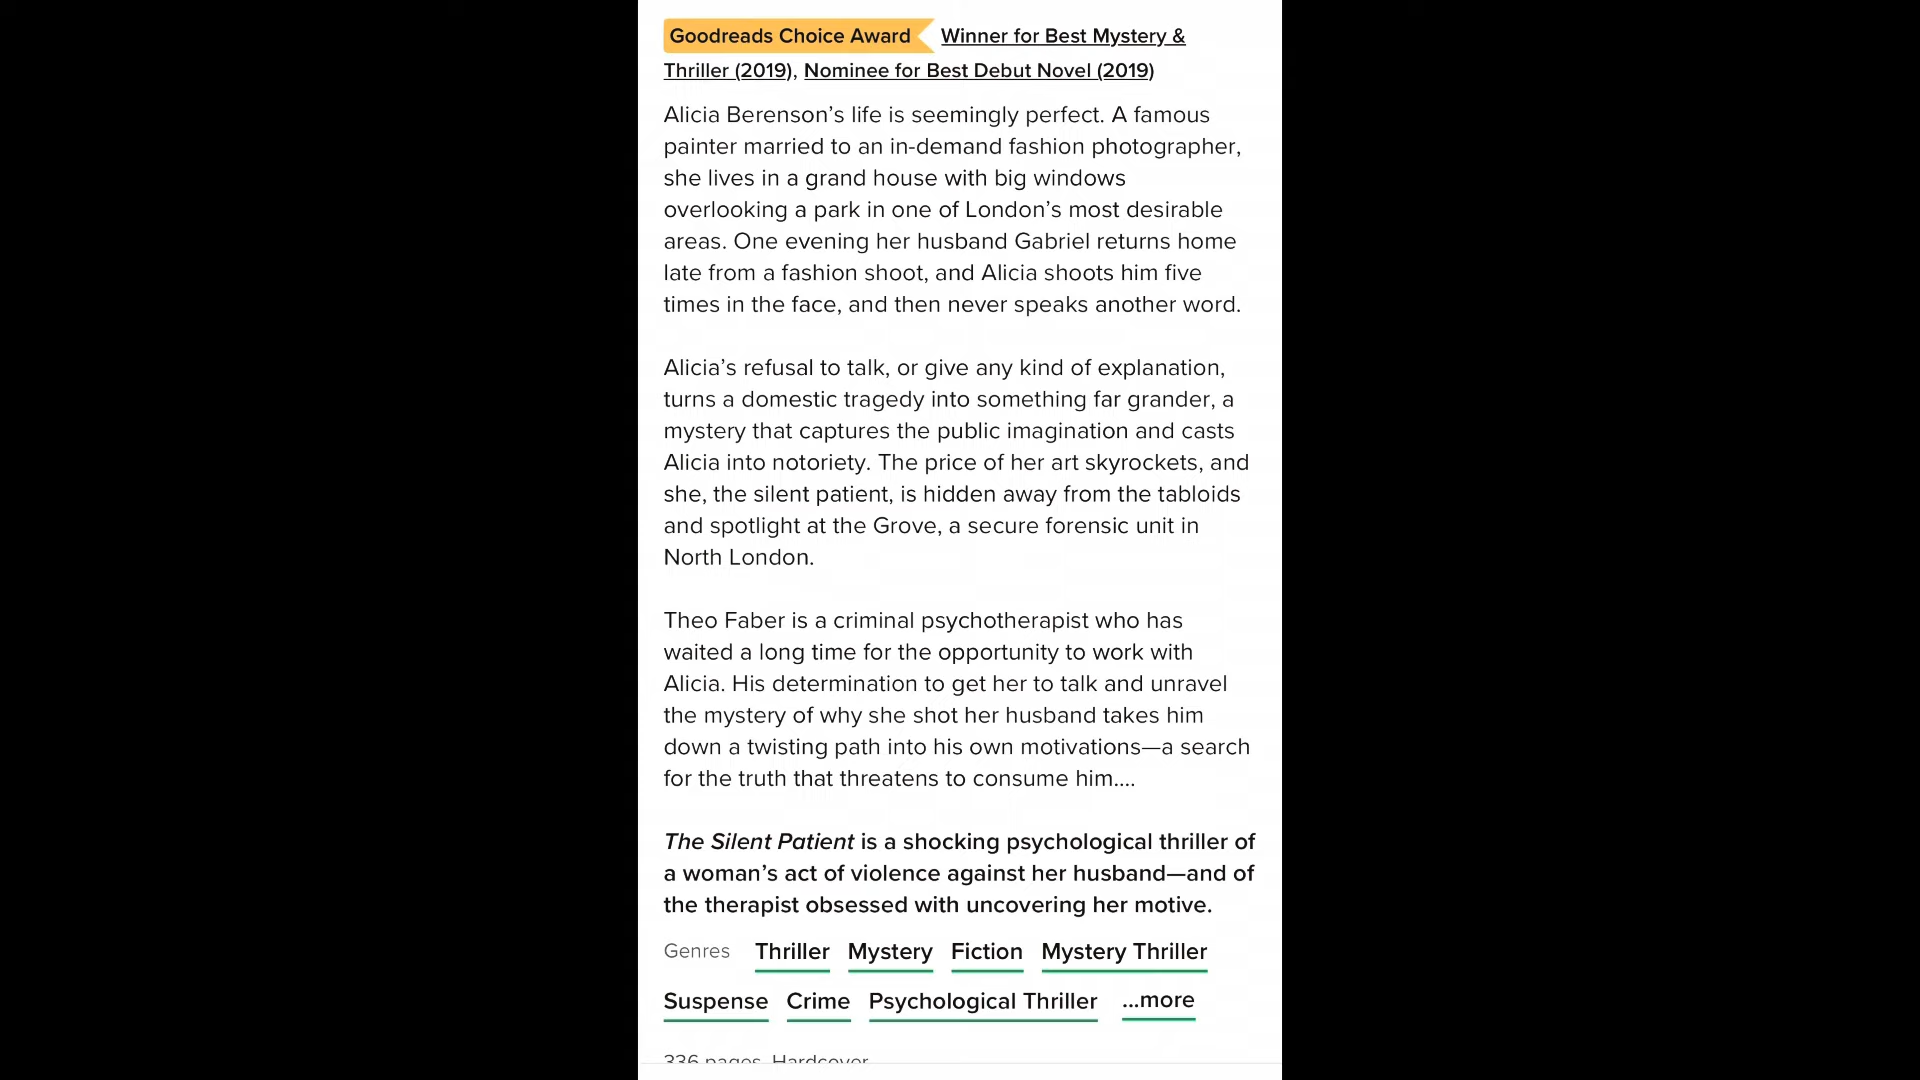 Goodreads Choice Award Winner for Best Mystery &
Thriller (2019), Nominee for Best Debut Novel (2019)
Alicia Berenson’s life is seemingly perfect. A famous
painter married to an in-demand fashion photographer,
she lives in a grand house with big windows
overlooking a park in one of London’s most desirable
areas. One evening her husband Gabriel returns home
late from a fashion shoot, and Alicia shoots him five
times in the face, and then never speaks another word.
Alicia’s refusal to talk, or give any kind of explanation,
turns a domestic tragedy into something far grander, a
mystery that captures the public imagination and casts
Alicia into notoriety. The price of her art skyrockets, and
she, the silent patient, is hidden away from the tabloids
and spotlight at the Grove, a secure forensic unit in
North London.
Theo Faber is a criminal psychotherapist who has
waited a long time for the opportunity to work with
Alicia. His determination to get her to talk and unravel
the mystery of why she shot her husband takes him
down a twisting path into his own motivations—a search
for the truth that threatens to consume him....
The Silent Patient is a shocking psychological thriller of
a woman’s act of violence against her husband—and of
the therapist obsessed with uncovering her motive.
Genres Thriller Mystery Fiction Mystery Thriller
Suspense Crime Psychological Thriller ...more
336 pages, Hardcover